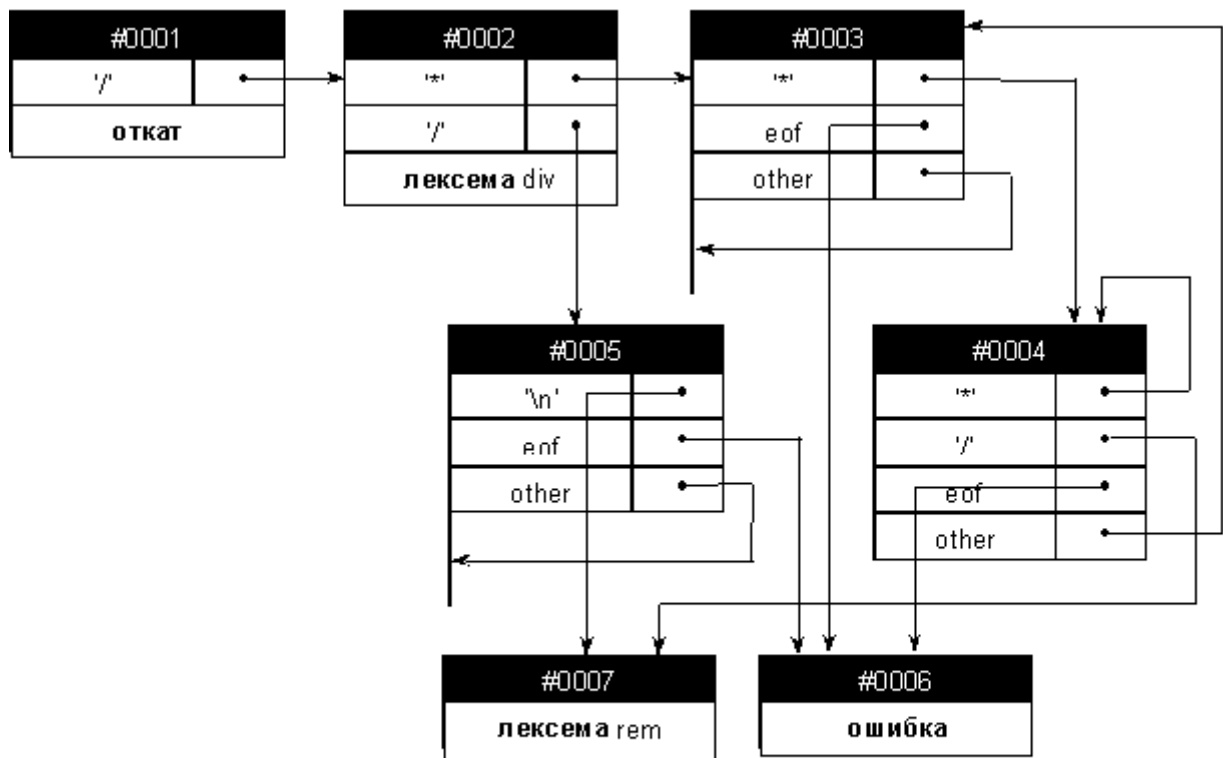 #0001
'/'
откат
#0002
'*'
'/'
лексема div
#0003
'*'
eof
other
#0005
'\n'
eof
other
#0004
'*'
'/'
eof
other
#0007
лексема rem
#0006
ошибка